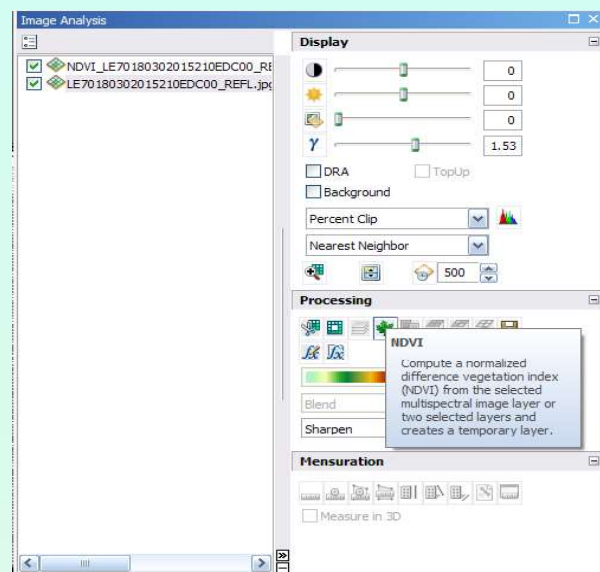 Image Analysis
NDVI_LE70180302015210EDC00_RE
LE70180302015210EDC00_REFL.jpg
Display
0
0
0
γ
1.53
DRA
TopUp
Background
Percent Clip
Nearest Neighbor
500
Processing
NDVI
Compute a normalized
difference vegetation index
(NDVI) from the selected
multispectral image layer or
two selected layers and
creates a temporary layer.
Blend
Sharpen
Mensuration
Measure in 3D